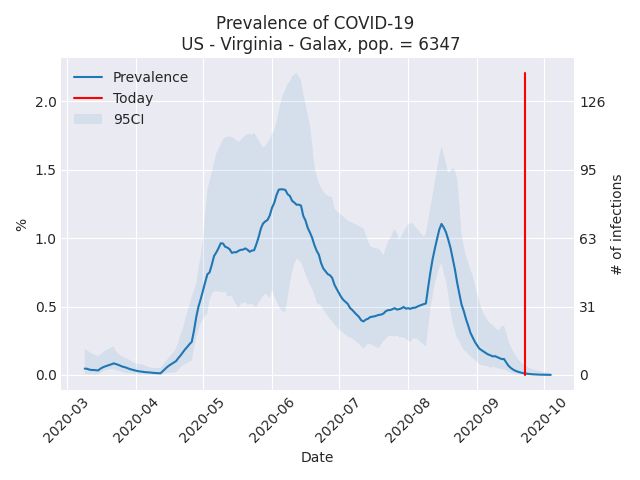 Prevalence of COVID-19
US - Virginia - Galax, pop. = 6347
Prevalence
Today
95CI
2.0
1.5
1.0
0.5
0.0
%
126
95
63
31
0
# of infections
2020-03
2020-04
2020-05
2020-06
2020-07
2020-08
2020-09
2020-10
Date